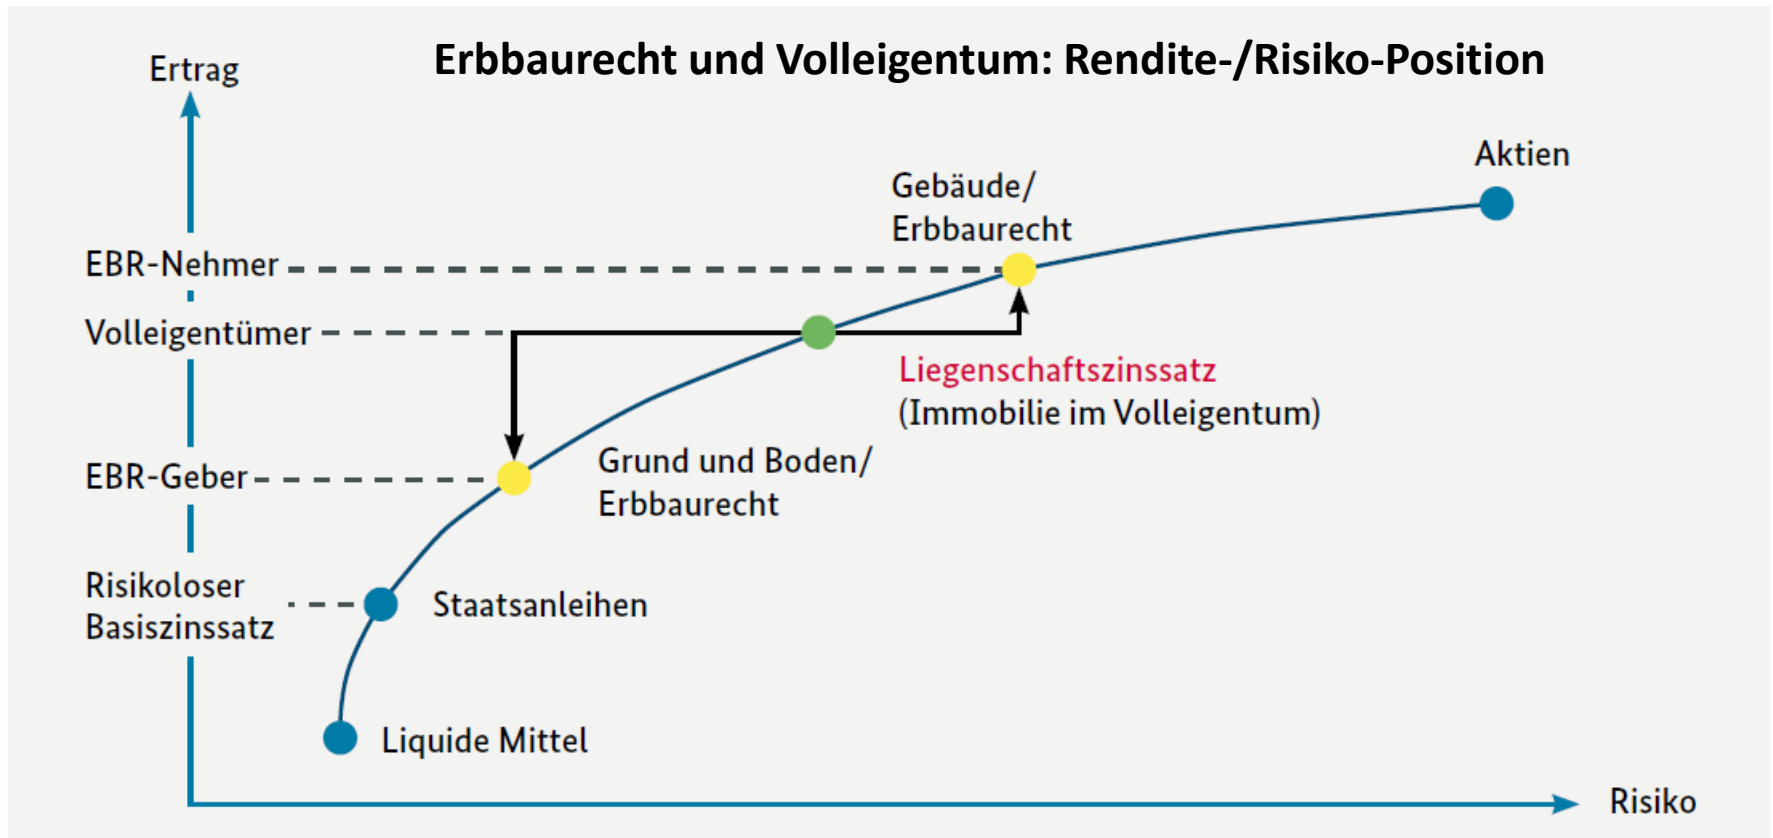 Erbbaurecht und Volleigentum: Rendite-/Risiko-Position
Ertrag
Aktien
Gebäude/
Erbbaurecht
EBR-Nehmer
Volleigentümer
Liegenschaftszinssatz
(Immobilie im Volleigentum)
EBR-Geber
Grund und Boden/
Erbbaurecht
Risikoloser
Basiszinssatz
Staatsanleihen
Liquide Mittel
Risiko